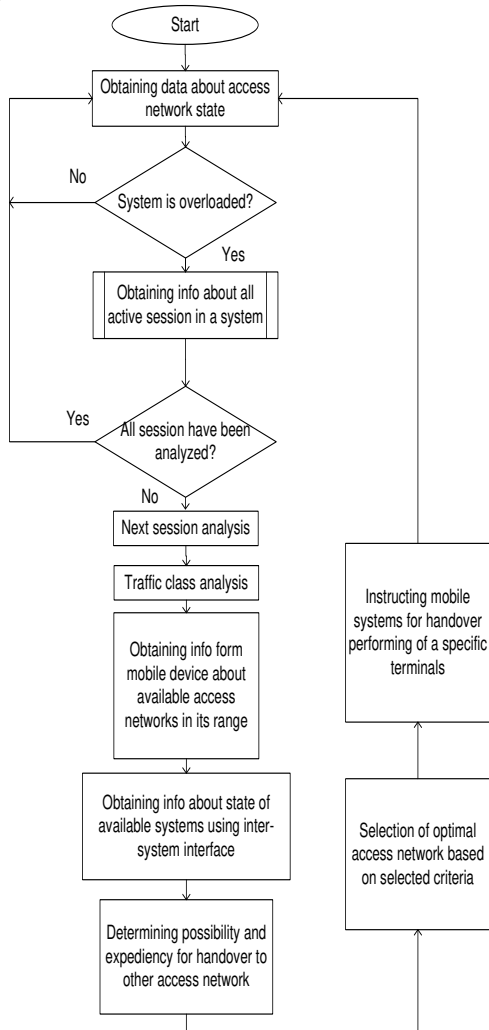 Start
Obtaining data about access
network state
No
System is overloaded?
Yes
Obtaining info about all
active session in a system
Yes
All session have been
analyzed?
No
Next session analysis
Traffic class analysis
Obtaining info form
mobile device about
available access
networks in its range
Obtaining info about state of
available systems using inter-
system interface
Determining possibility and
expediency for handover to
other access network
Instructing mobile
systems for handover
performing of a specific
terminals
Selection of optimal
access network based
on selected criteria